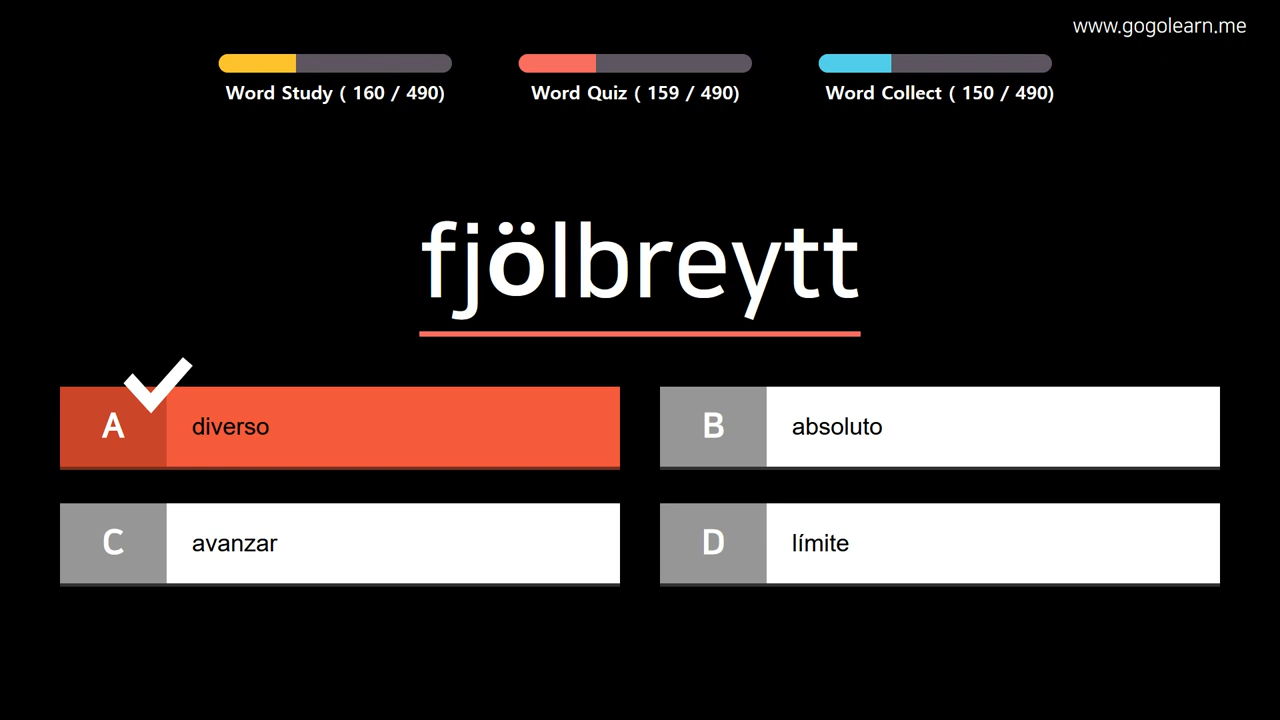 www.gogolearn.me
Word Study ( 160 / 490)
Word Quiz ( 159 / 490)
Word Collect ( 150 / 490)
fjölbreytt
A diverso
B absoluto
C avanzar
D límite